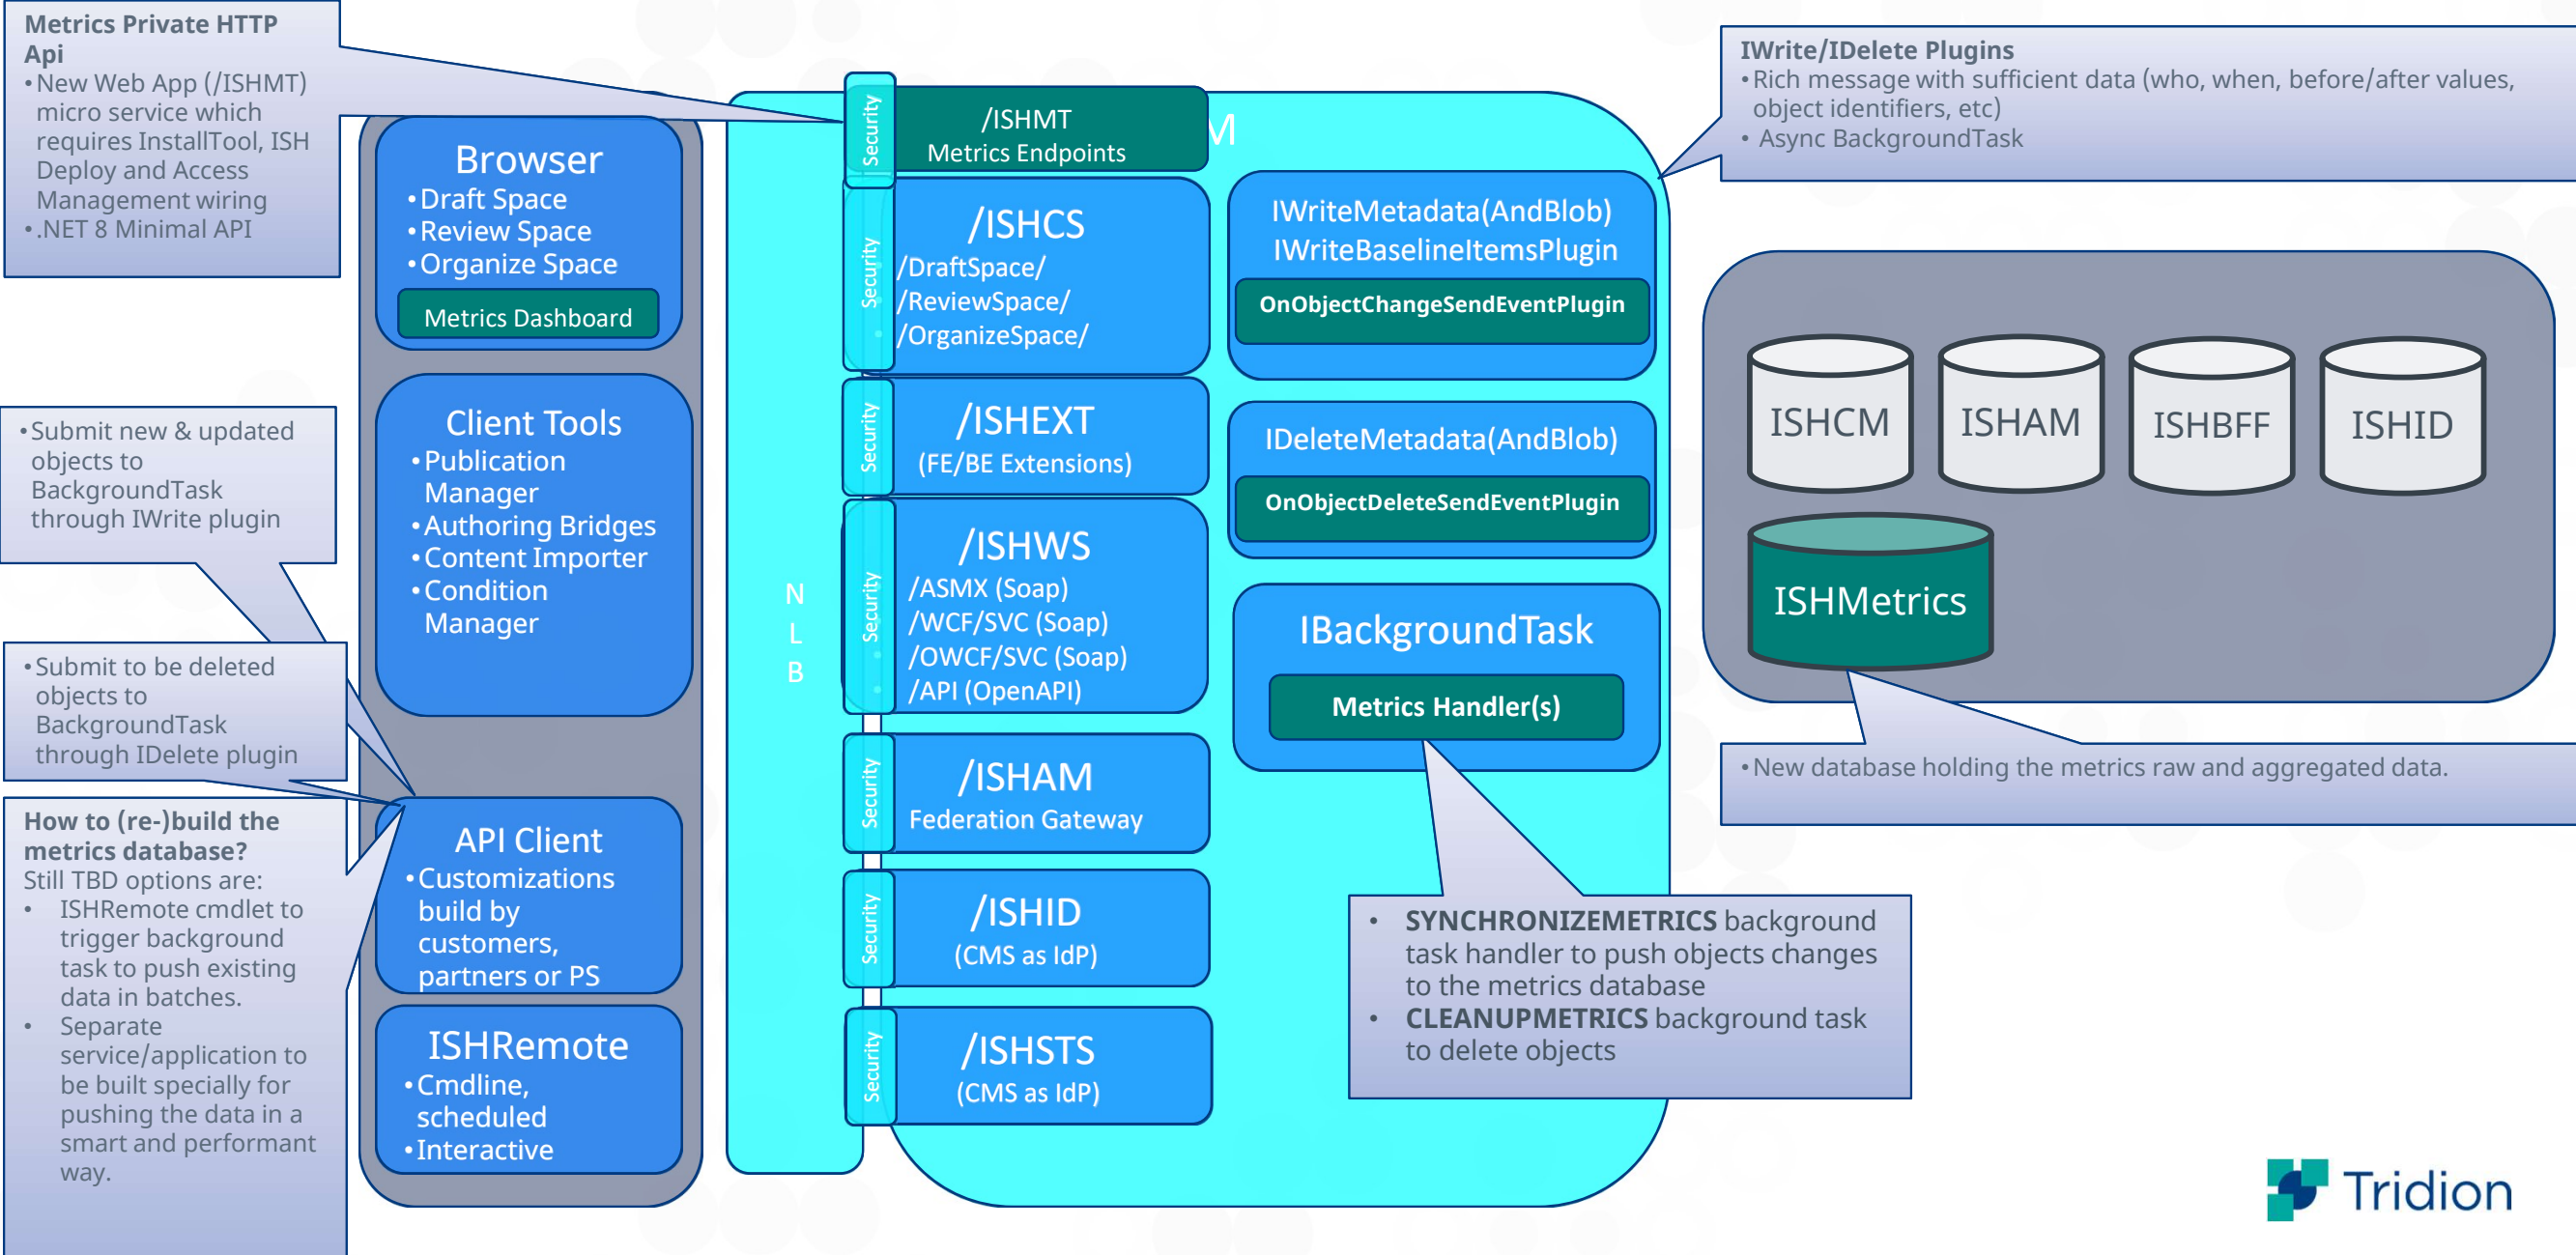 Metrics Private HTTP
Api
•New Web App (/ISHMT)
micro service which
requires InstallTool, ISH
Deploy and Access
Management wiring
•.NET 8 Minimal API
•Submit new & updated
objects to
BackgroundTask
through IWrite plugin
•Submit to be deleted
objects to
BackgroundTask
through IDelete plugin
How to (re-)build the
metrics database?
Still TBD options are:
• ISHRemote cmdlet to
trigger background
task to push existing
data in batches.
• Separate
service/application to
be built specially for
pushing the data in a
smart and performant
way.
Browser
•Draft Space
•Review Space
•Organize Space
Metrics Dashboard
Client Tools
•Publication
Manager
•Authoring Bridges
•Content Importer
•Condition
Manager
API Client
•Customizations
build by
customers,
partners or PS
ISHRemote
•Cmdline,
scheduled
•Interactive
N
L
B
Security
/ISHMT
Metrics Endpoints
M
Security
/ISHCS
/DraftSpace/
/ReviewSpace/
/OrganizeSpace/
Security
/ISHEXT
(FE/BE Extensions)
Security
/ISHWS
/ASMX (Soap)
/WCF/SVC (Soap)
/OWCF/SVC (Soap)
/API (OpenAPI)
Security
/ISHAM
Federation Gateway
Security
/ISHID
(CMS as IdP)
Security
/ISHSTS
(CMS as IdP)
IWriteMetadata(AndBlob)
IWriteBaselineItemsPlugin
OnObjectChangeSendEventPlugin
IDeleteMetadata(AndBlob)
OnObjectDeleteSendEventPlugin
IBackgroundTask
Metrics Handler(s)
• SYNCHRONIZEMETRICS background
task handler to push objects changes
to the metrics database
• CLEANUPMETRICS background task
to delete objects
IWrite/IDelete Plugins
•Rich message with sufficient data (who, when, before/after values,
object identifiers, etc)
• Async BackgroundTask
ISHCM
ISHAM
ISHBFF
ISHID
ISHMetrics
•New database holding the metrics raw and aggregated data.
Tridion